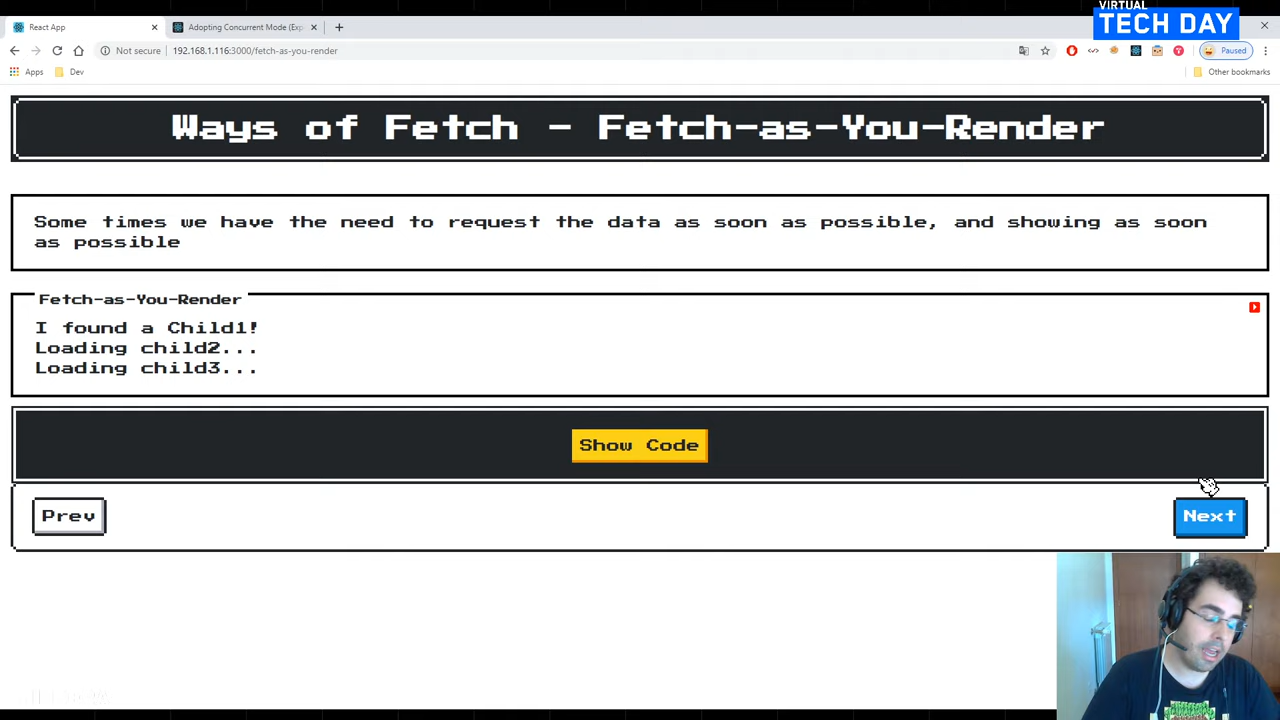 VIRTUAL
TECH DAY
React App
Adopting Concurrent Mode (Exp
Not secure
192.168.1.116:3000/fetch-as-you-render
Paused
Apps
Dev
Other bookmarks
Ways of Fetch - Fetch-as-You-Render
Some times we have the need to request the data as soon as possible, and showing as soon
as possible
Fetch-as-You-Render
I found a Child1!
Loading child2...
Loading child3...
Show Code
Prev
Next